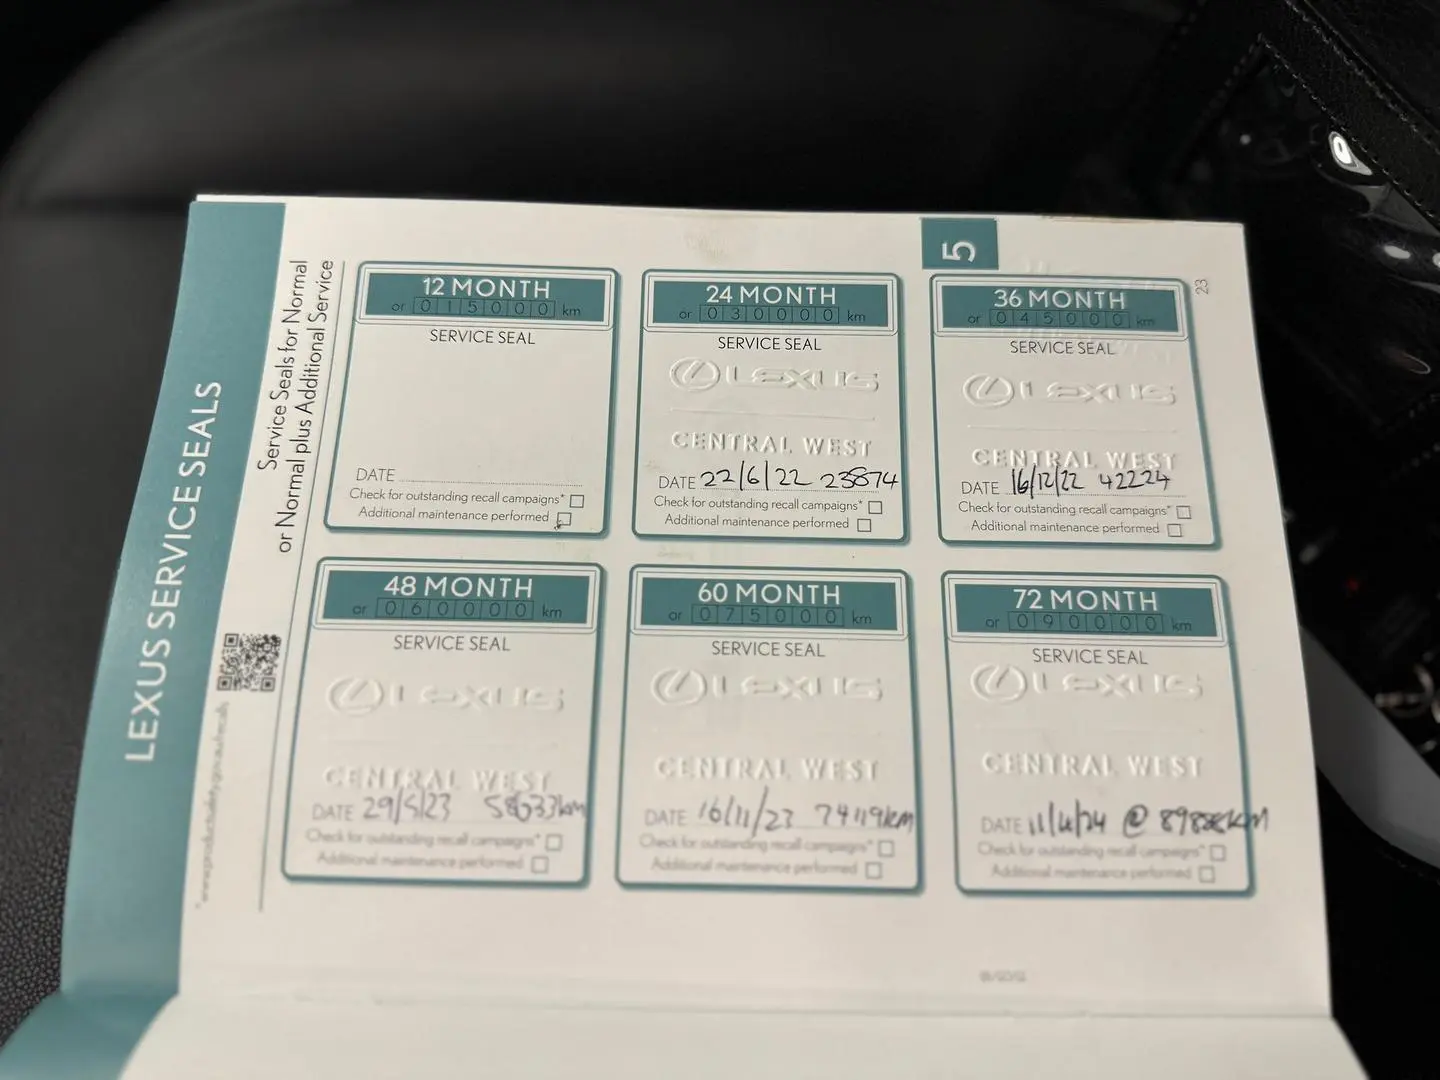 LEXUS SERVICE SEALS
Service Seals for Normal
or Normal plus Additional Service
5
23
12 MONTH
or 015000 km
SERVICE SEAL
DATE
Check for outstanding recall campaigns*
Additional maintenance performed
24 MONTH
or 030000 km
SERVICE SEAL
LEXUS
CENTRAL WEST
DATE 22/6/22 23874
Check for outstanding recall campaigns*
Additional maintenance performed
36 MONTH
or 045000 km
SERVICE SEAL
LEXUS
CENTRAL WEST
DATE 16/12/22 42224
Check for outstanding recall campaigns*
Additional maintenance performed
48 MONTH
or 060000 km
SERVICE SEAL
LEXUS
CENTRAL WEST
DATE 29/5/23
Check for outstanding recall campaigns*
Additional maintenance performed
60 MONTH
or 075000 km
SERVICE SEAL
LEXUS
CENTRAL WEST
DATE 16/11/23 74119km
Check for outstanding recall campaigns*
Additional maintenance performed
72 MONTH
or 090000 km
SERVICE SEAL
LEXUS
CENTRAL WEST
DATE @
Check for outstanding recall campaigns*
Additional maintenance performed
*www.productsafety.gov.au/recalls